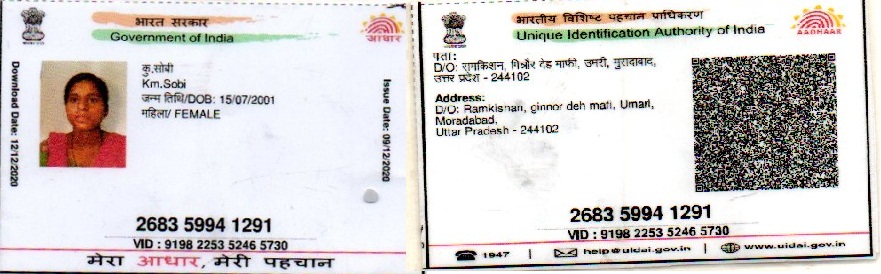 भारत सरकार
Government of India
आधार
Download Date: 12/12/2020
कु.सोबी
Km.Sobi
जन्म तिथि/DOB: 15/07/2001
महिला/ FEMALE
Issue Date: 09/12/2020
2683 5994 1291
VID : 9198 2253 5246 5730
मेरा आधार, मेरी पहचान
भारतीय विशिष्ट पहचान प्राधिकरण
Unique Identification Authority of India
AADHAAR
पता:
D/O: रामकिशन, देह माफी, उमरी, मुरादाबाद,
उत्तर प्रदेश - 244102
Address:
D/O: Ramkishan, ginnor deh mafi, Umari,
Moradabad,
Uttar Pradesh - 244102
2683 5994 1291
VID : 9198 2253 5246 5730
1947 | help@uidai.gov.in | www.uidai.gov.in